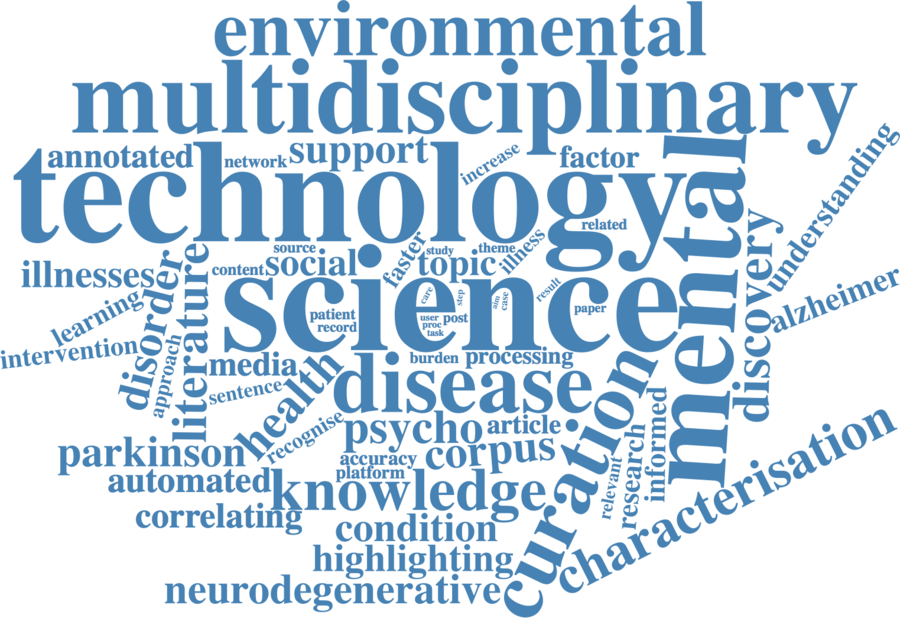 environmental
multidisciplinary
annotated
network
support
increase
factor
understanding
technology
mental
related
source
content
social
faster
study
theme
topic
illness
illnesses
disorder
literature
science
discovery
learning
care
step
aim
case
result
paper
patient
record
user
post
proc
task
alzheimer
intervention
approach
media
burden
processing
sentence
health
disease
curation
recognise
psycho
article
informed
research
relevant
parkinson
accuracy
corpus
platform
automated
knowledge
characterisation
correlating
condition
highlighting
neurodegenerative